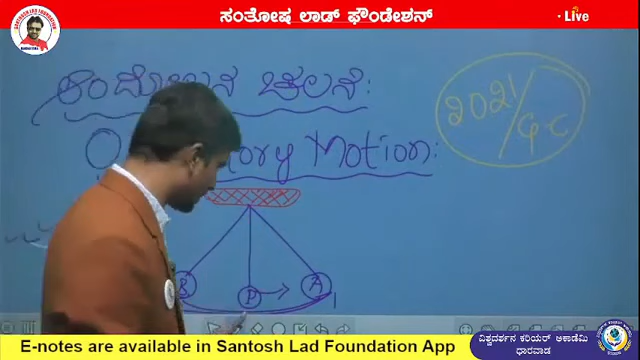 ಸಂತೋಷ ಲಾಡ್ ಫೌಂಡೇಶನ್
Live
ಆಂದೋಲನ ಚಲನೆ:
Motion:
2021/
B
P
A
E-notes are available in Santosh Lad Foundation App
ವಿಶ್ವದರ್ಶನ ಕರಿಯರ್ ಅಕಾಡೆಮಿ
ಧಾರವಾಡ